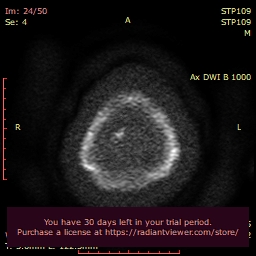 Im: 24/50
Se: 4
A
STP109
STP109
M
Ax DWI B 1000
R
L
You have 30 days left in your trial period.
Purchase a license at https://radiantviewer.com/store/